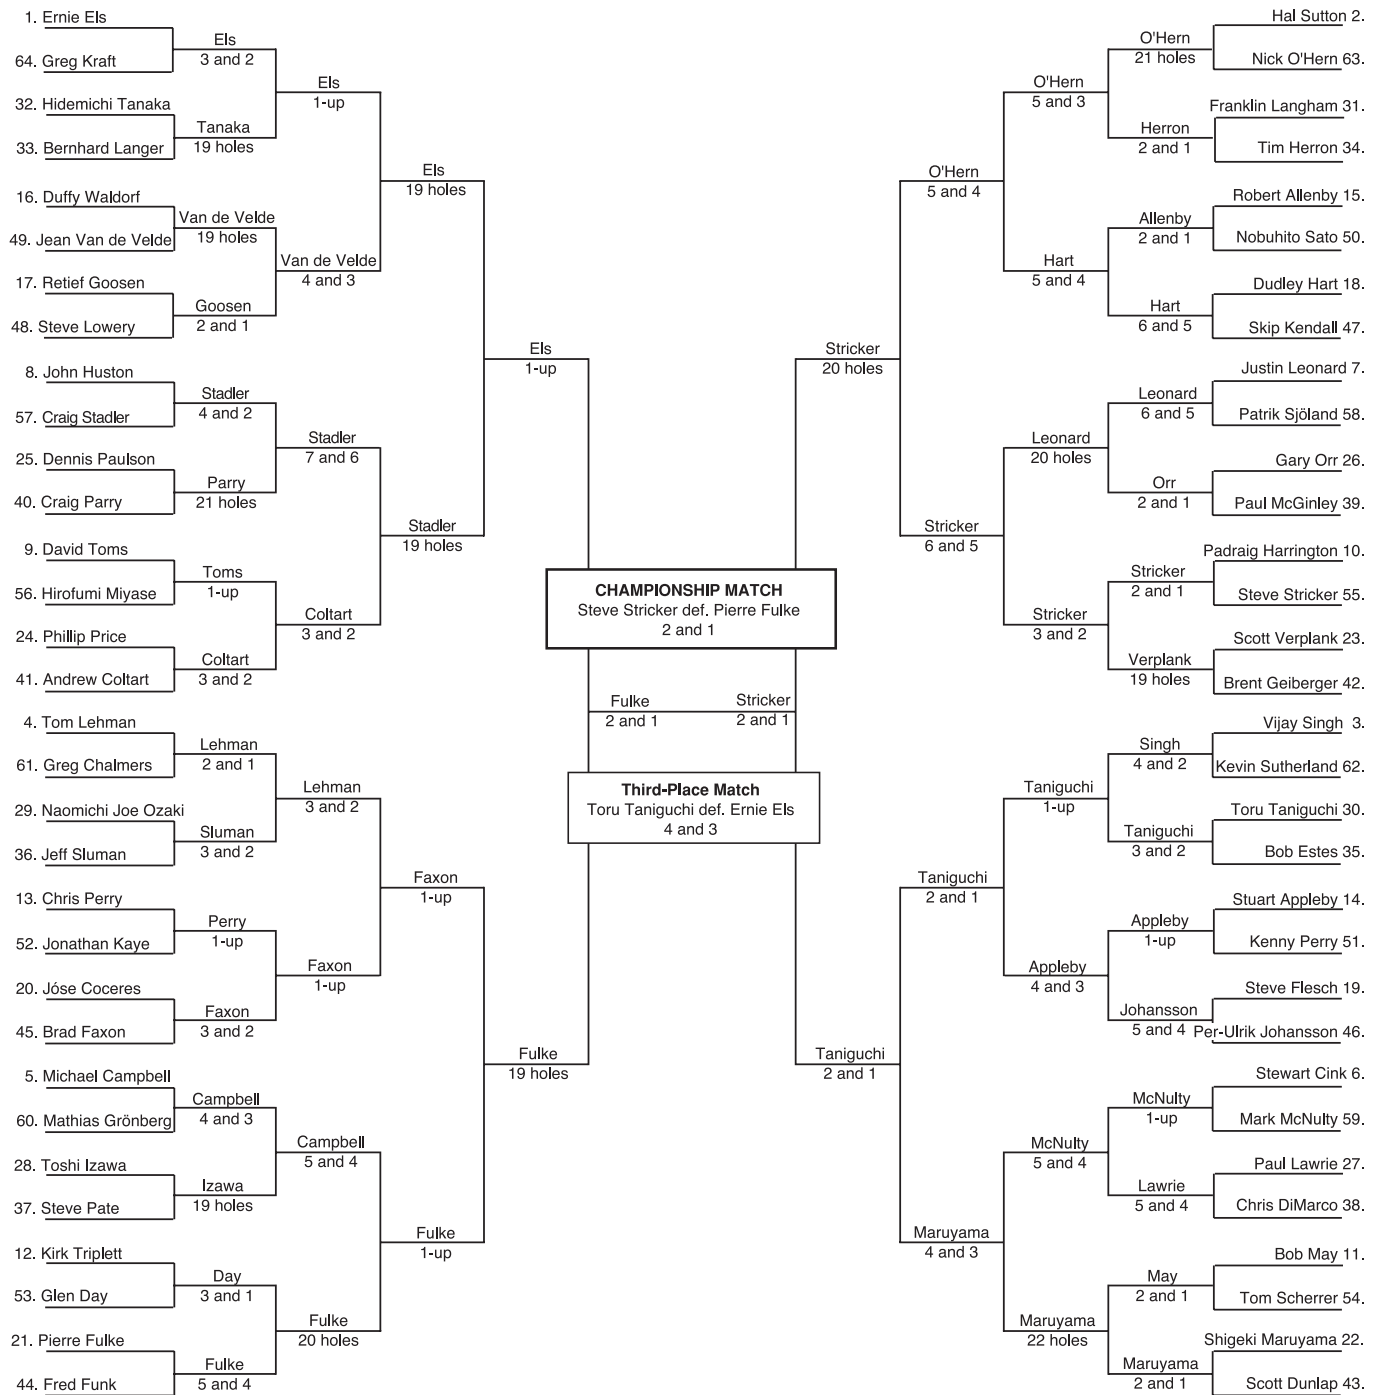 1. Ernie Els
64. Greg Kraft
32. Hidemichi Tanaka
33. Bernhard Langer
16. Duffy Waldorf
49. Jean Van de Velde
17. Retief Goosen
48. Steve Lowery
8. John Huston
57. Craig Stadler
25. Dennis Paulson
40. Craig Parry
9. David Toms
56. Hirofumi Miyase
24. Phillip Price
41. Andrew Coltart
4. Tom Lehman
61. Greg Chalmers
29. Naomichi Joe Ozaki
36. Jeff Sluman
13. Chris Perry
52. Jonathan Kaye
20. Jóse Coceres
45. Brad Faxon
5. Michael Campbell
60. Mathias Grönberg
28. Toshi Izawa
37. Steve Pate
12. Kirk Triplett
53. Glen Day
21. Pierre Fulke
44. Fred Funk
Els
3 and 2
Tanaka
19 holes
Van de Velde
19 holes
Goosen
2 and 1
Stadler
4 and 2
Parry
21 holes
Toms
1-up
Coltart
3 and 2
Lehman
2 and 1
Sluman
3 and 2
Perry
1-up
Faxon
3 and 2
Campbell
4 and 3
Izawa
19 holes
Day
3 and 1
Fulke
5 and 4
Els
1-up
Van de Velde
4 and 3
Stadler
7 and 6
Coltart
3 and 2
Lehman
3 and 2
Faxon
1-up
Campbell
5 and 4
Fulke
20 holes
Els
19 holes
Stadler
19 holes
Faxon
1-up
Fulke
1-up
Els
1-up
Fulke
19 holes
CHAMPIONSHIP MATCH
Steve Stricker def. Pierre Fulke
2 and 1
Fulke
2 and 1
Stricker
2 and 1
Third-Place Match
Toru Taniguchi def. Ernie Els
4 and 3
Stricker
20 holes
Taniguchi
2 and 1
O'Hern
5 and 4
Stricker
6 and 5
Taniguchi
2 and 1
Maruyama
4 and 3
O'Hern
5 and 3
Hart
5 and 4
Leonard
20 holes
Stricker
3 and 2
Taniguchi
1-up
Appleby
4 and 3
McNulty
5 and 4
Maruyama
22 holes
O'Hern
21 holes
Herron
2 and 1
Allenby
2 and 1
Hart
6 and 5
Leonard
6 and 5
Orr
2 and 1
Stricker
2 and 1
Verplank
19 holes
Singh
4 and 2
Taniguchi
3 and 2
Appleby
1-up
Johansson
5 and 4
McNulty
1-up
Lawrie
5 and 4
May
2 and 1
Maruyama
2 and 1
Hal Sutton 2.
Nick O'Hern 63.
Franklin Langham 31.
Tim Herron 34.
Robert Allenby 15.
Nobuhito Sato 50.
Dudley Hart 18.
Skip Kendall 47.
Justin Leonard 7.
Patrik Sjöland 58.
Gary Orr 26.
Paul McGinley 39.
Padraig Harrington 10.
Steve Stricker 55.
Scott Verplank 23.
Brent Geiberger 42.
Vijay Singh 3.
Kevin Sutherland 62.
Toru Taniguchi 30.
Bob Estes 35.
Stuart Appleby 14.
Kenny Perry 51.
Steve Flesch 19.
Per-Ulrik Johansson 46.
Stewart Cink 6.
Mark McNulty 59.
Paul Lawrie 27.
Chris DiMarco 38.
Bob May 11.
Tom Scherrer 54.
Shigeki Maruyama 22.
Scott Dunlap 43.